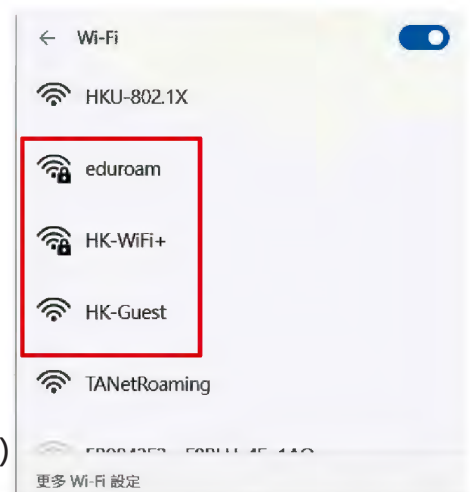 ← Wi-Fi
HKU-802.1X
eduroam
HK-WiFi+
HK-Guest
TANetRoaming
)
更多 Wi-Fi 設定